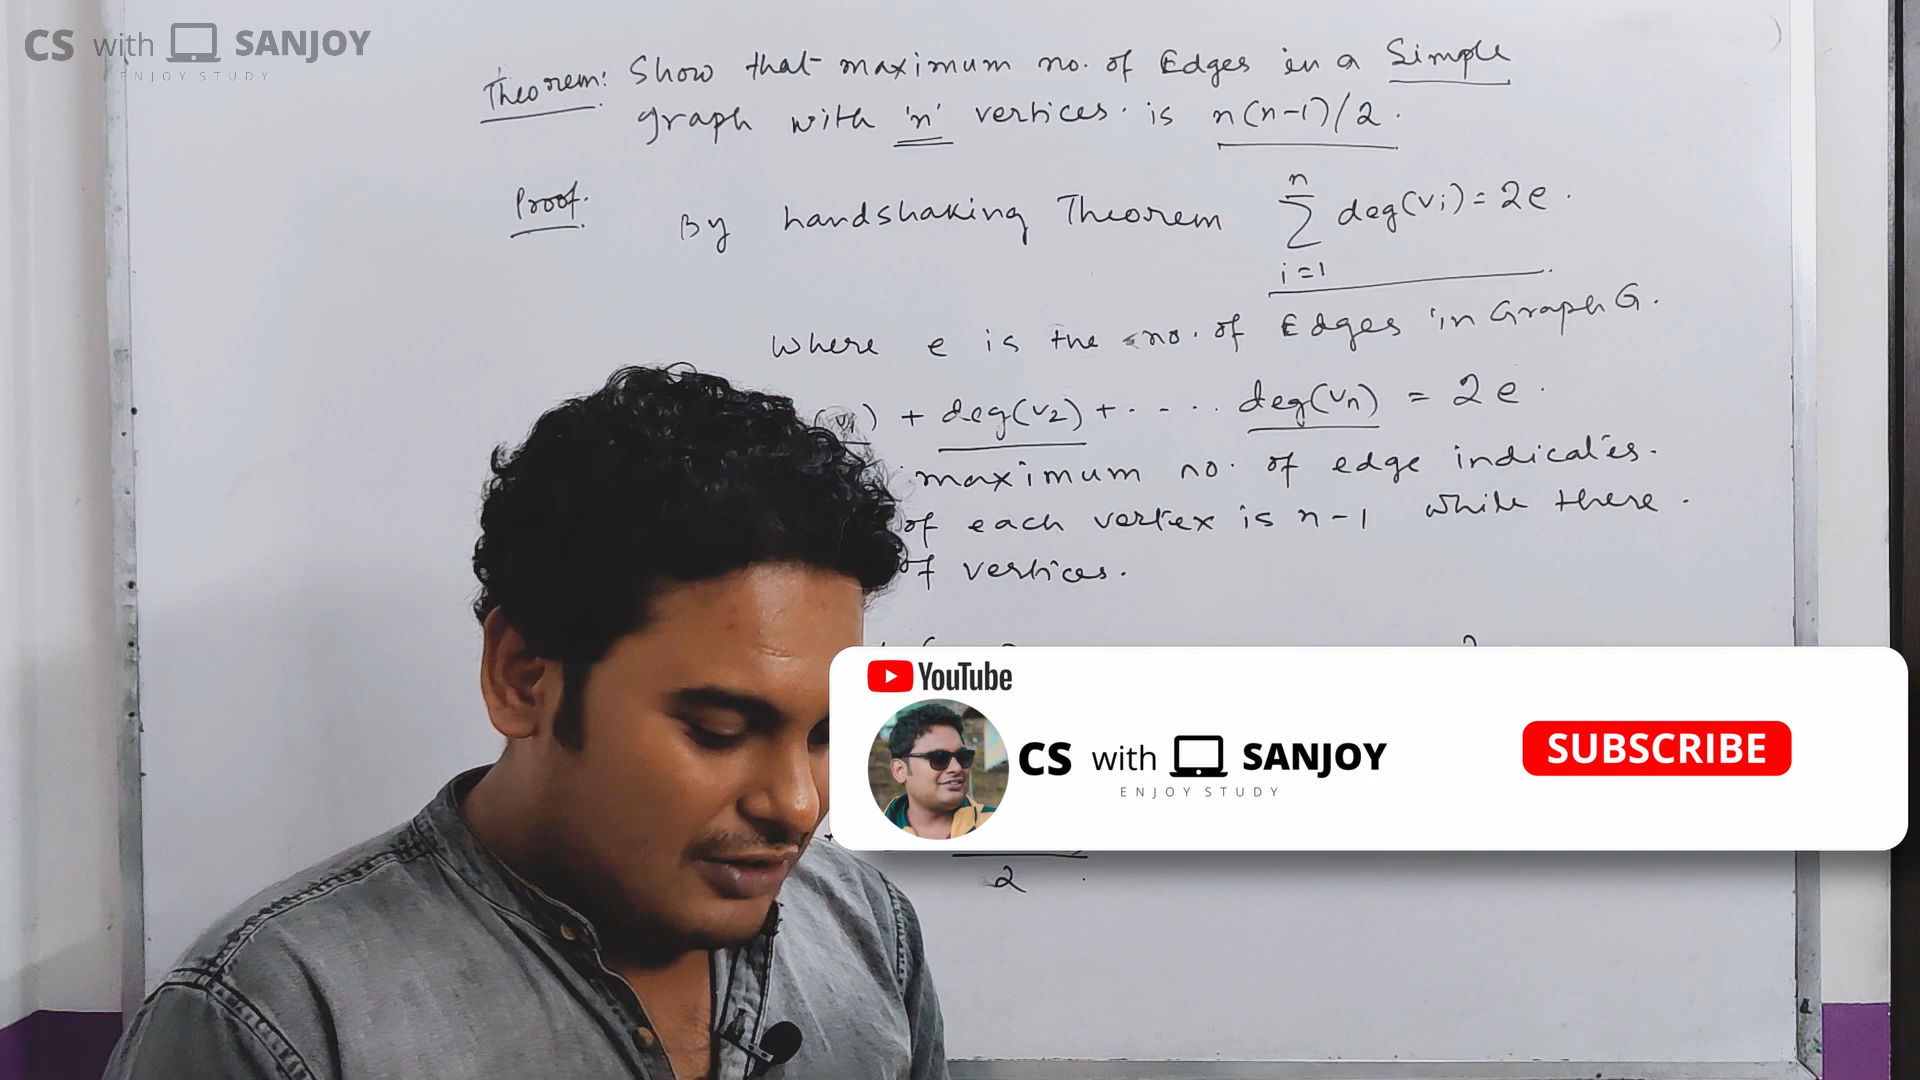 CS with SANJOY
ENJOY STUDY
Theorem: Show that maximum no. of Edges in a Simple
graph with 'n' vertices is n(n-1)/2.
Proof. By handshaking Theorem n ∑ i=1 deg(vi) = 2e.
Where e is the no. of Edges in Graph G.
(v1) + deg(v2) + - - - .. deg(vn) = 2e.
maximum no. of edge indicates.
of each vertex is n-1 while there.
of vertices.
YouTube
CS with SANJOY
ENJOY STUDY
SUBSCRIBE
2